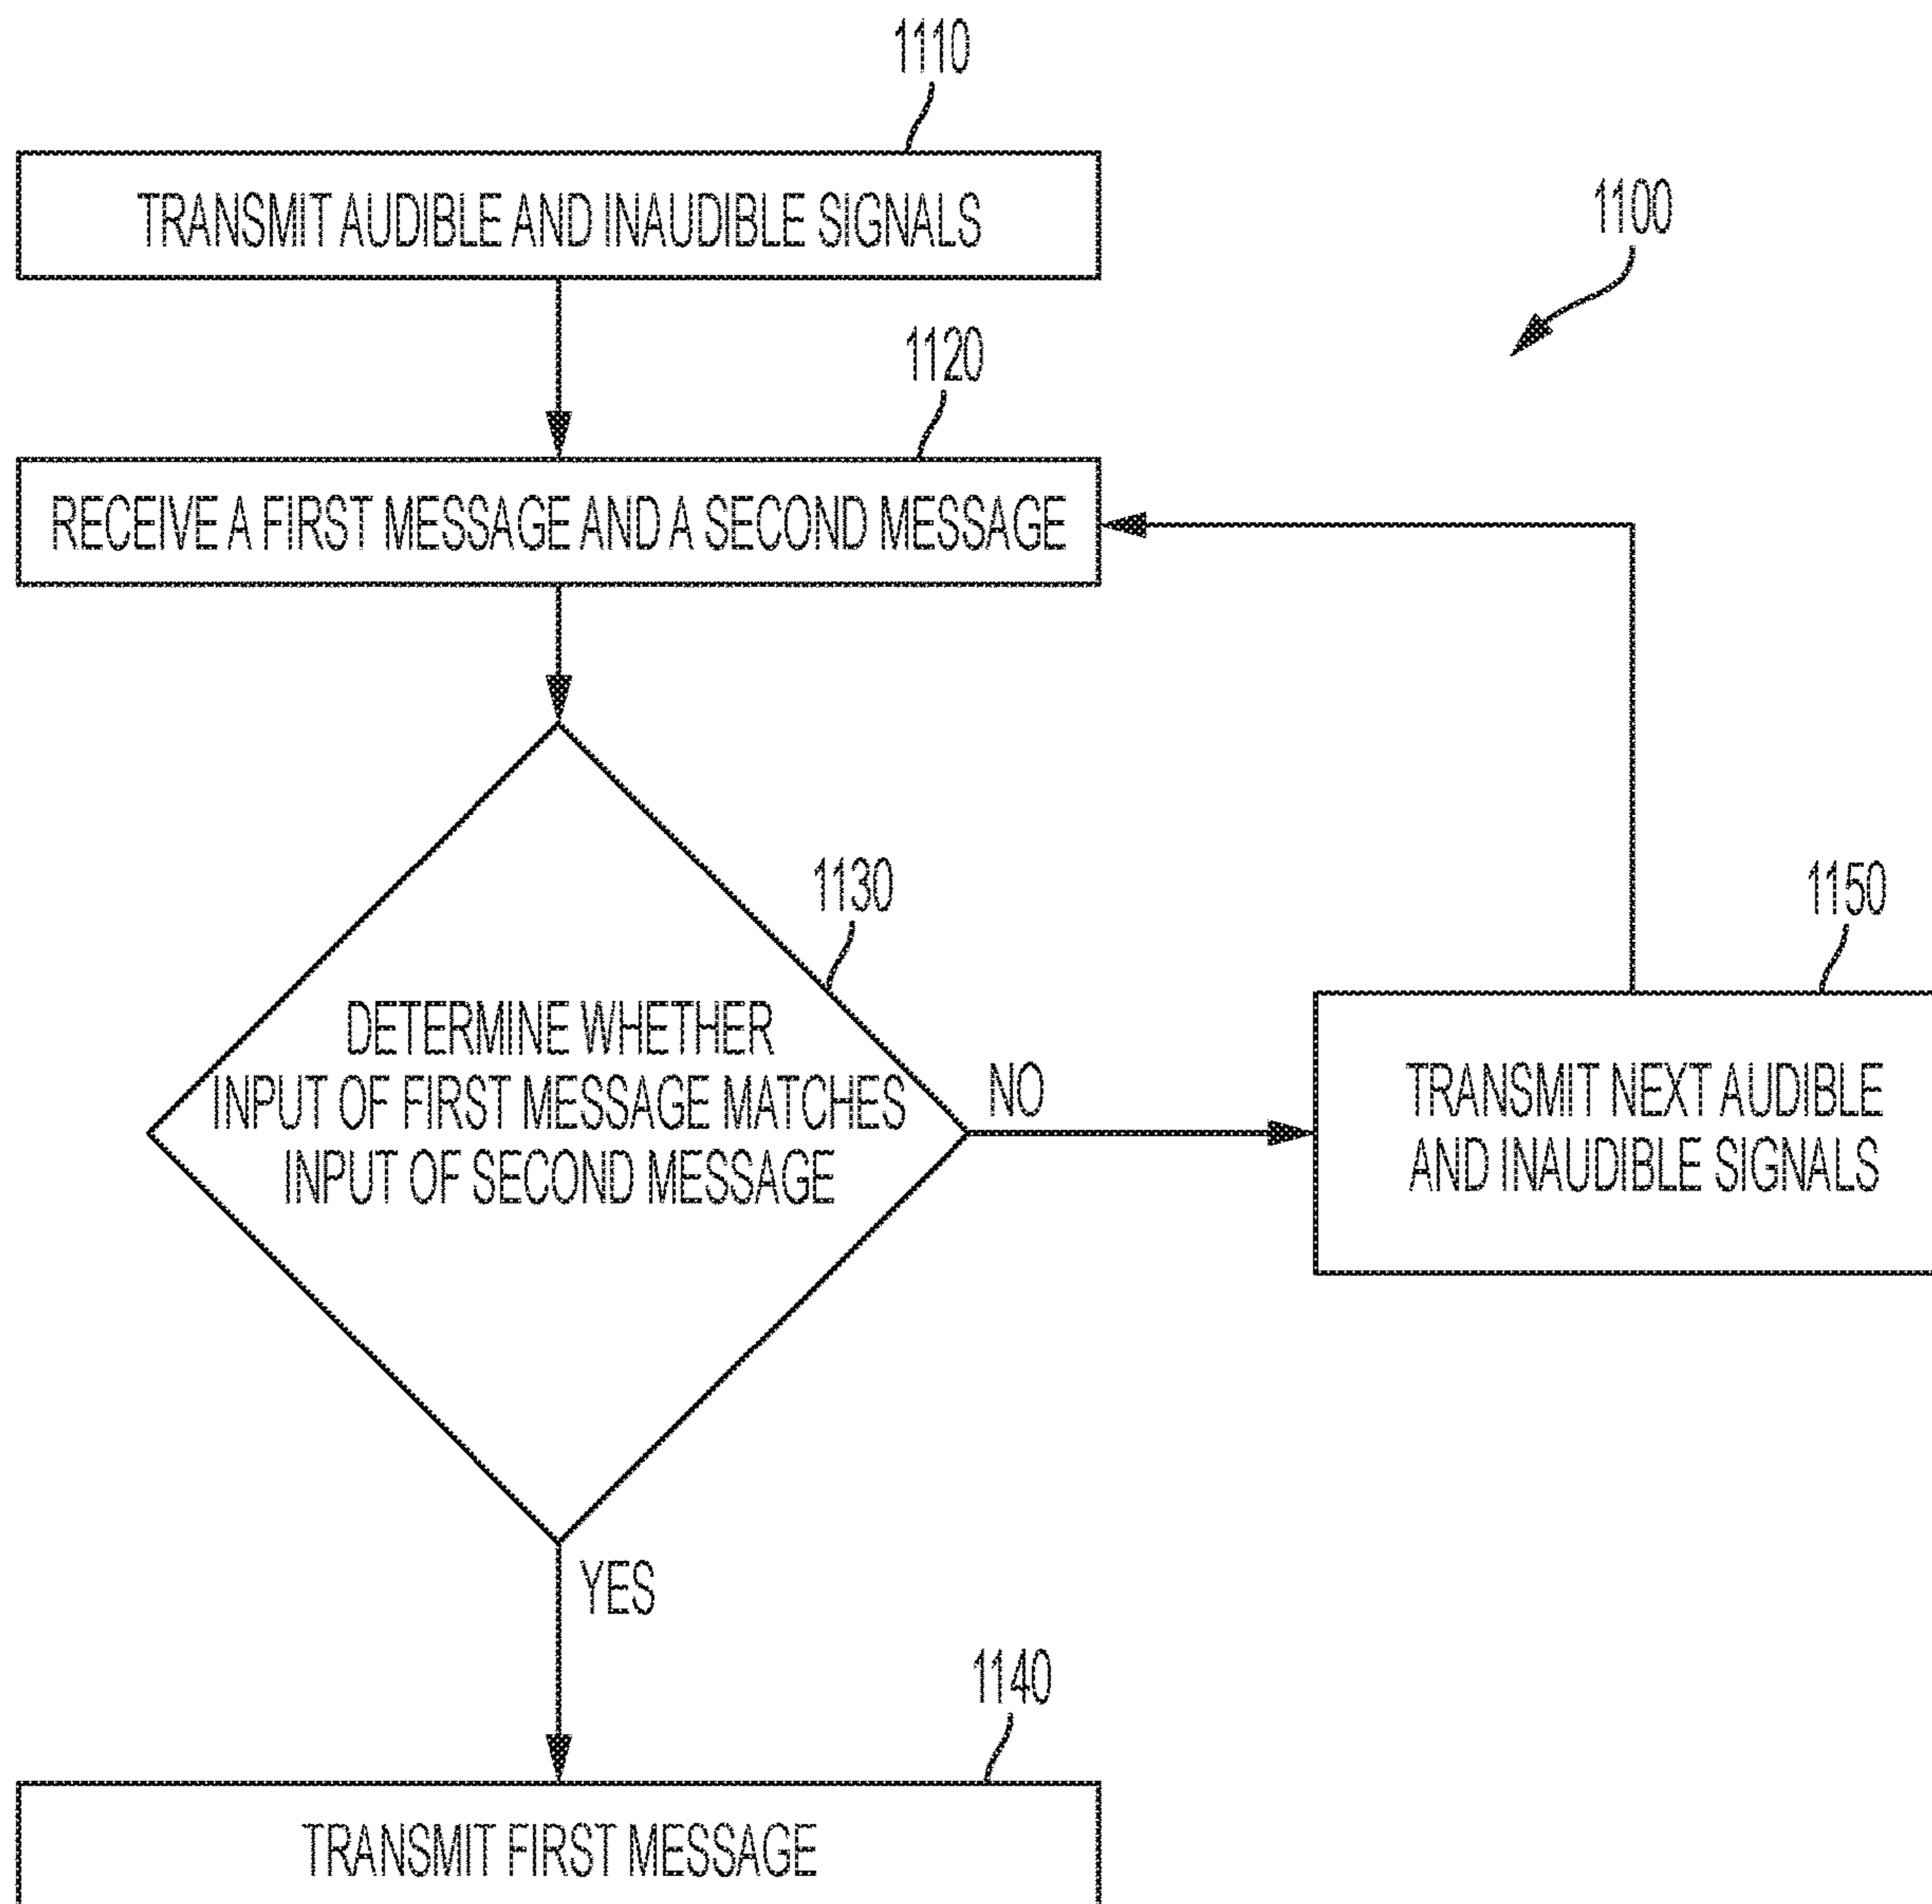 1110
TRANSMIT AUDIBLE AND INAUDIBLE SIGNALS
1100
1120
RECEIVE A FIRST MESSAGE AND A SECOND MESSAGE
1130
DETERMINE WHETHER
INPUT OF FIRST MESSAGE MATCHES
INPUT OF SECOND MESSAGE
NO
1150
TRANSMIT NEXT AUDIBLE
AND INAUDIBLE SIGNALS
YES
1140
TRANSMIT FIRST MESSAGE